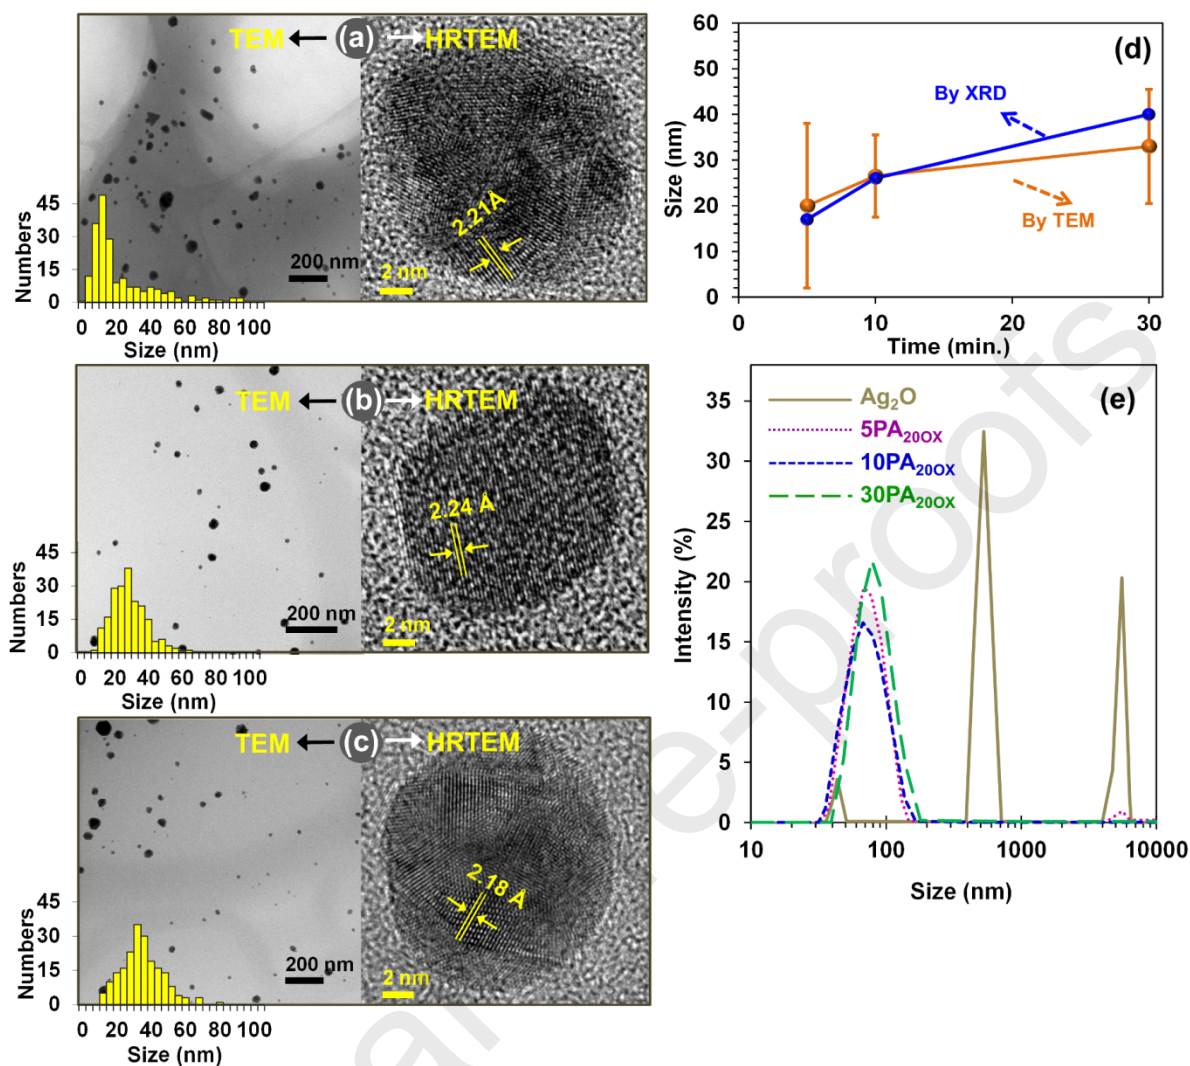 TEM (a) HRTEM
2.21Å
45
30
15
0
Numbers
200 nm
2 nm
0 20 40 60 80 100
Size (nm)
TEM (b) HRTEM
2.24 Å
45
30
15
0
Numbers
200 nm
2 nm
0 20 40 60 80 100
Size (nm)
TEM (c) HRTEM
2.18 Å
45
30
15
0
Numbers
200 nm
2 nm
0 20 40 60 80 100
Size (nm)
(d)
60
50
40
30
20
10
0
Size (nm)
By XRD
By TEM
0 10 20 30
Time (min.)
(e)
Ag₂O
5PA₂₀OX
10PA₂₀OX
30PA₂₀OX
35
30
25
20
15
10
5
0
Intensity (%)
10 100 1000 10000
Size (nm)
e-proofs